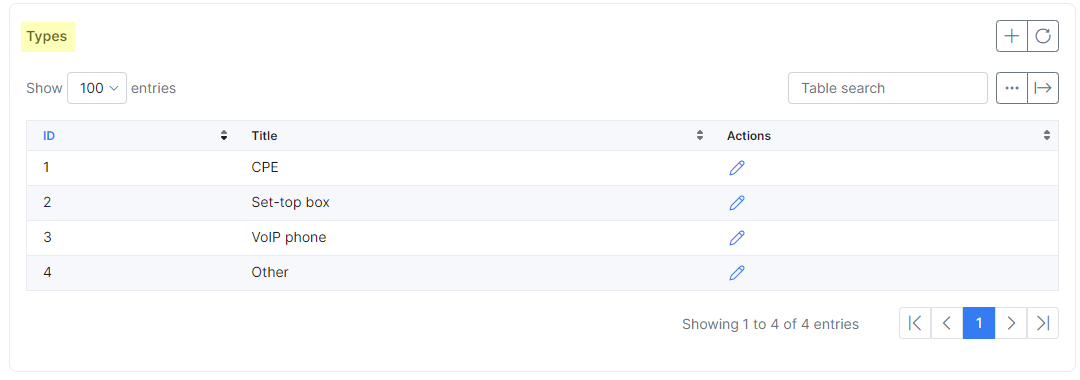 Types
Show 100 entries
Table search
ID Title Actions
1 CPE
2 Set-top box
3 VoIP phone
4 Other
Showing 1 to 4 of 4 entries
1